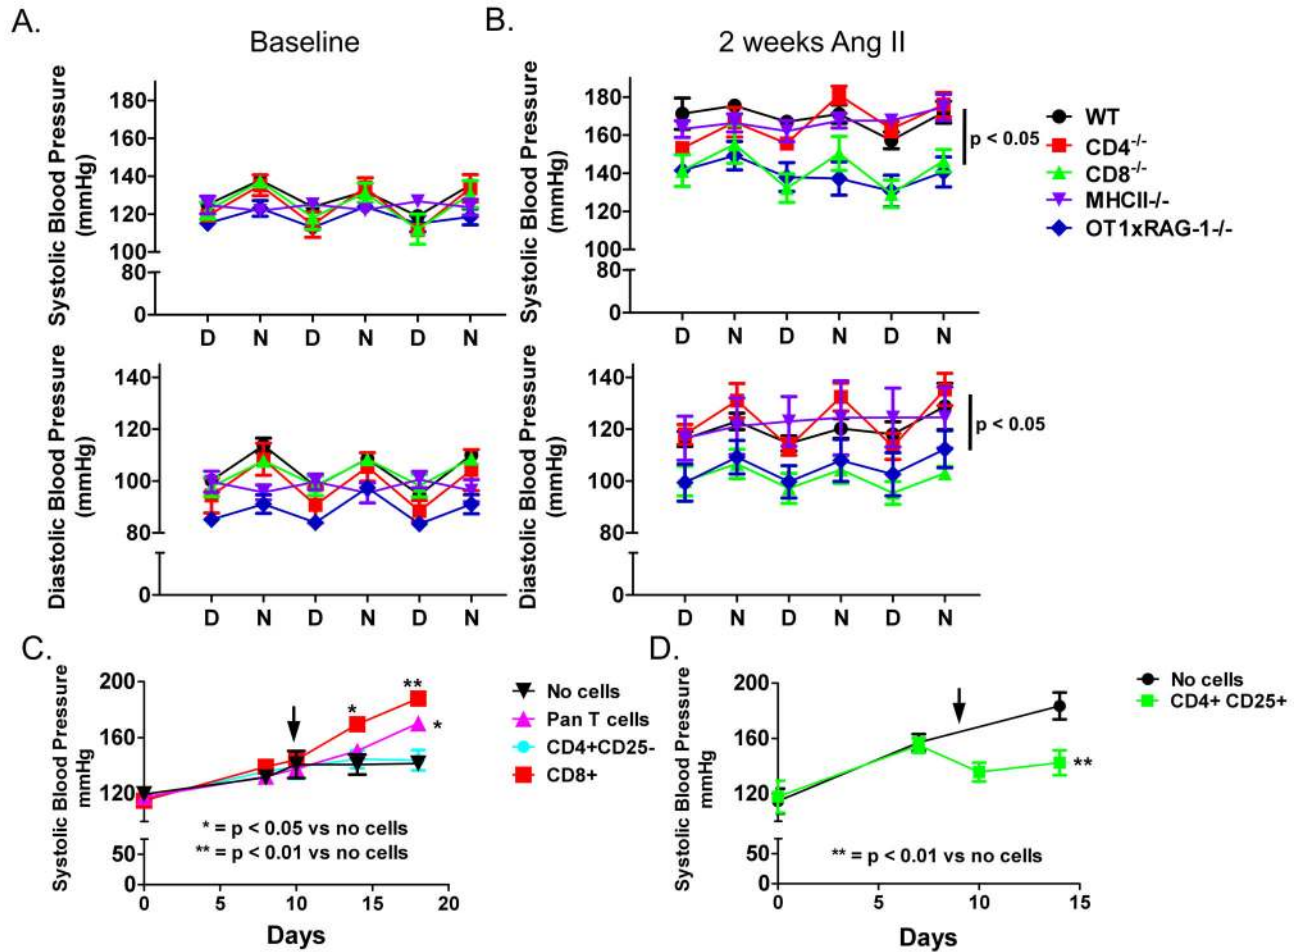 A.
Baseline
Systolic Blood Pressure
(mmHg)
180
160
140
120
100
80
0
D N D N D N
Diastolic Blood Pressure
(mmHg)
140
120
100
80
0
D N D N D N
B.
2 weeks Ang II
Systolic Blood Pressure
(mmHg)
180
160
140
120
100
80
0
D N D N D N
p < 0.05
WT
CD4-/-
CD8-/-
MHCII-/-
OT1xRAG-1-/-
Diastolic Blood Pressure
(mmHg)
140
120
100
80
0
D N D N D N
p < 0.05
C.
Systolic Blood Pressure
mmHg
200
160
120
50
0
0 5 10 15 20
Days
*
**
*
* = p < 0.05 vs no cells
** = p < 0.01 vs no cells
No cells
Pan T cells
CD4+CD25-
CD8+
D.
Systolic Blood Pressure
mmHg
200
160
120
50
0
0 5 10 15
Days
**
** = p < 0.01 vs no cells
No cells
CD4+ CD25+